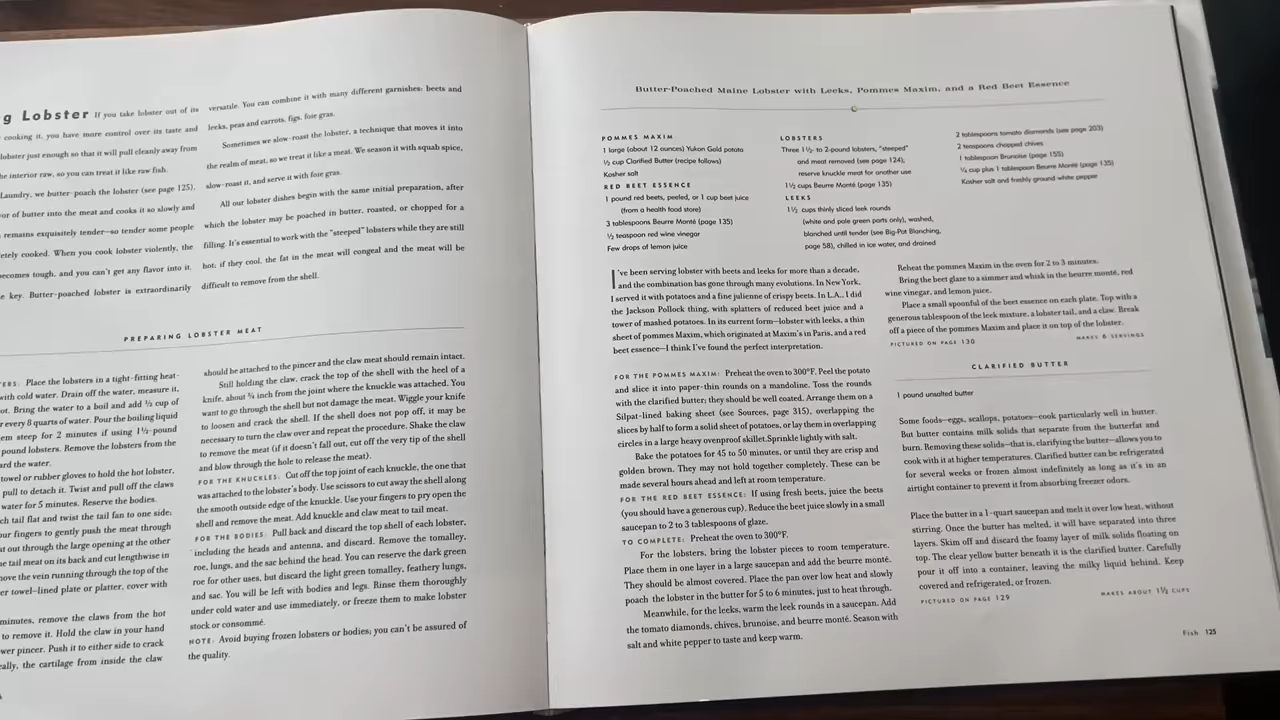 g Lobster If you take lobster out of its
cooking it, you have more control over its taste and
lobster just enough so that it will pull cleanly away from
he interior raw, so you can treat it like raw fish.
Laundry, we butter-poach the lobster (see page 125),
vor of butter into the meat and cooks it so slowly and
remains exquisitely tender—so tender some people
etely cooked. When you cook lobster violently, the
becomes tough, and you can't get any flavor into it.
e key. Butter-poached lobster is extraordinarily
versatile. You can combine it with many different garnishes: beets and
leeks, peas and carrots, figs, foie gras.
Sometimes we slow-roast the lobster, a technique that moves it into
the realm of meat, so we treat it like a meat. We season it with squab spice,
slow-roast it, and serve it with foie gras.
All our lobster dishes begin with the same initial preparation, after
which the lobster may be poached in butter, roasted, or chopped for a
filling. It's essential to work with the "steeped" lobsters while they are still
hot; if they cool, the fat in the meat will congeal and the meat will be
difficult to remove from the shell.
PREPARING LOBSTER MEAT
TERS: Place the lobsters in a tight-fitting heat-
with cold water. Drain off the water, measure it,
ot. Bring the water to a boil and add ½ cup of
r every 8 quarts of water. Pour the boiling liquid
em steep for 2 minutes if using 1½-pound
pound lobsters. Remove the lobsters from the
ard the water.
towel or rubber gloves to hold the hot lobster,
pull to detach it. Twist and pull off the claws
water for 5 minutes. Reserve the bodies.
ch tail flat and twist the tail fan to one side;
ur fingers to gently push the meat through
at out through the large opening at the other
e tail meat on its back and cut lengthwise in
nove the vein running through the top of the
er towel–lined plate or platter, cover with
minutes, remove the claws from the hot
to remove it. Hold the claw in your hand
wer pincer. Push it to either side to crack
eally, the cartilage from inside the claw
should be attached to the pincer and the claw meat should remain intact.
Still holding the claw, crack the top of the shell with the heel of a
knife, about ¾ inch from the joint where the knuckle was attached. You
want to go through the shell but not damage the meat. Wiggle your knife
to loosen and crack the shell. If the shell does not pop off, it may be
necessary to turn the claw over and repeat the procedure. Shake the claw
to remove the meat (if it doesn't fall out, cut off the very tip of the shell
and blow through the hole to release the meat).
FOR THE KNUCKLES: Cut off the top joint of each knuckle, the one that
was attached to the lobster's body. Use scissors to cut away the shell along
the smooth outside edge of the knuckle. Use your fingers to pry open the
shell and remove the meat. Add knuckle and claw meat to tail meat.
FOR THE BODIES: Pull back and discard the top shell of each lobster,
including the heads and antenna, and discard. Remove the tomalley,
roe, lungs, and the sac behind the head. You can reserve the dark green
roe for other uses, but discard the light green tomalley, feathery lungs,
and sac. You will be left with bodies and legs. Rinse them thoroughly
under cold water and use immediately, or freeze them to make lobster
stock or consommé.
NOTE: Avoid buying frozen lobsters or bodies; you can't be assured of
the quality.
Butter-Poached Maine Lobster with Leeks, Pommes Maxim, and a Red Beet Essence
POMMES MAXIM
1 large (about 12 ounces) Yukon Gold potato
½ cup Clarified Butter (recipe follows)
Kosher salt
RED BEET ESSENCE
1 pound red beets, peeled, or 1 cup beet juice
(from a health food store)
3 tablespoons Beurre Monté (page 135)
½ teaspoon red wine vinegar
Few drops of lemon juice
LOBSTERS
Three 1½- to 2-pound lobsters, "steeped"
and meat removed (see page 124);
reserve knuckle meat for another use
1½ cups Beurre Monté (page 135)
LEEKS
1½ cups thinly sliced leek rounds
(white and pale green parts only), washed,
blanched until tender (see Big-Pot Blanching,
page 58), chilled in ice water, and drained
2 tablespoons tomato diamonds (see page 203)
2 teaspoons chopped chives
1 tablespoon Brunoise (page 155)
¼ cup plus 1 tablespoon Beurre Monté (page 135)
Kosher salt and freshly ground white pepper
I've been serving lobster with beets and leeks for more than a decade,
and the combination has gone through many evolutions. In New York,
I served it with potatoes and a fine julienne of crispy beets. In L.A., I did
the Jackson Pollock thing, with splatters of reduced beet juice and a
tower of mashed potatoes. In its current form—lobster with leeks, a thin
sheet of pommes Maxim, which originated at Maxim's in Paris, and a red
beet essence—I think I've found the perfect interpretation.
FOR THE POMMES MAXIM: Preheat the oven to 300°F. Peel the potato
and slice it into paper-thin rounds on a mandoline. Toss the rounds
with the clarified butter; they should be well coated. Arrange them on a
Silpat-lined baking sheet (see Sources, page 315), overlapping the
slices by half to form a solid sheet of potatoes, or lay them in overlapping
circles in a large heavy ovenproof skillet. Sprinkle lightly with salt.
Bake the potatoes for 45 to 50 minutes, or until they are crisp and
golden brown. They may not hold together completely. These can be
made several hours ahead and left at room temperature.
FOR THE RED BEET ESSENCE: If using fresh beets, juice the beets
(you should have a generous cup). Reduce the beet juice slowly in a small
saucepan to 2 to 3 tablespoons of glaze.
TO COMPLETE: Preheat the oven to 300°F.
For the lobsters, bring the lobster pieces to room temperature.
Place them in one layer in a large saucepan and add the beurre monté.
They should be almost covered. Place the pan over low heat and slowly
poach the lobster in the butter for 5 to 6 minutes, just to heat through.
Meanwhile, for the leeks, warm the leek rounds in a saucepan. Add
the tomato diamonds, chives, brunoise, and beurre monté. Season with
salt and white pepper to taste and keep warm.
Reheat the pommes Maxim in the oven for 2 to 3 minutes.
Bring the beet glaze to a simmer and whisk in the beurre monté, red
wine vinegar, and lemon juice.
Place a small spoonful of the beet essence on each plate. Top with a
generous tablespoon of the leek mixture, a lobster tail, and a claw. Break
off a piece of the pommes Maxim and place it on top of the lobster.
PICTURED ON PAGE 130 MAKES 6 SERVINGS
CLARIFIED BUTTER
1 pound unsalted butter
Some foods—eggs, scallops, potatoes—cook particularly well in butter.
But butter contains milk solids that separate from the butterfat and
burn. Removing these solids—that is, clarifying the butter—allows you to
cook with it at higher temperatures. Clarified butter can be refrigerated
for several weeks or frozen almost indefinitely as long as it's in an
airtight container to prevent it from absorbing freezer odors.
Place the butter in a 1-quart saucepan and melt it over low heat, without
stirring. Once the butter has melted, it will have separated into three
layers. Skim off and discard the foamy layer of milk solids floating on
top. The clear yellow butter beneath it is the clarified butter. Carefully
pour it off into a container, leaving the milky liquid behind. Keep
covered and refrigerated, or frozen.
PICTURED ON PAGE 129 MAKES ABOUT 1½ CUPS
Fish 125